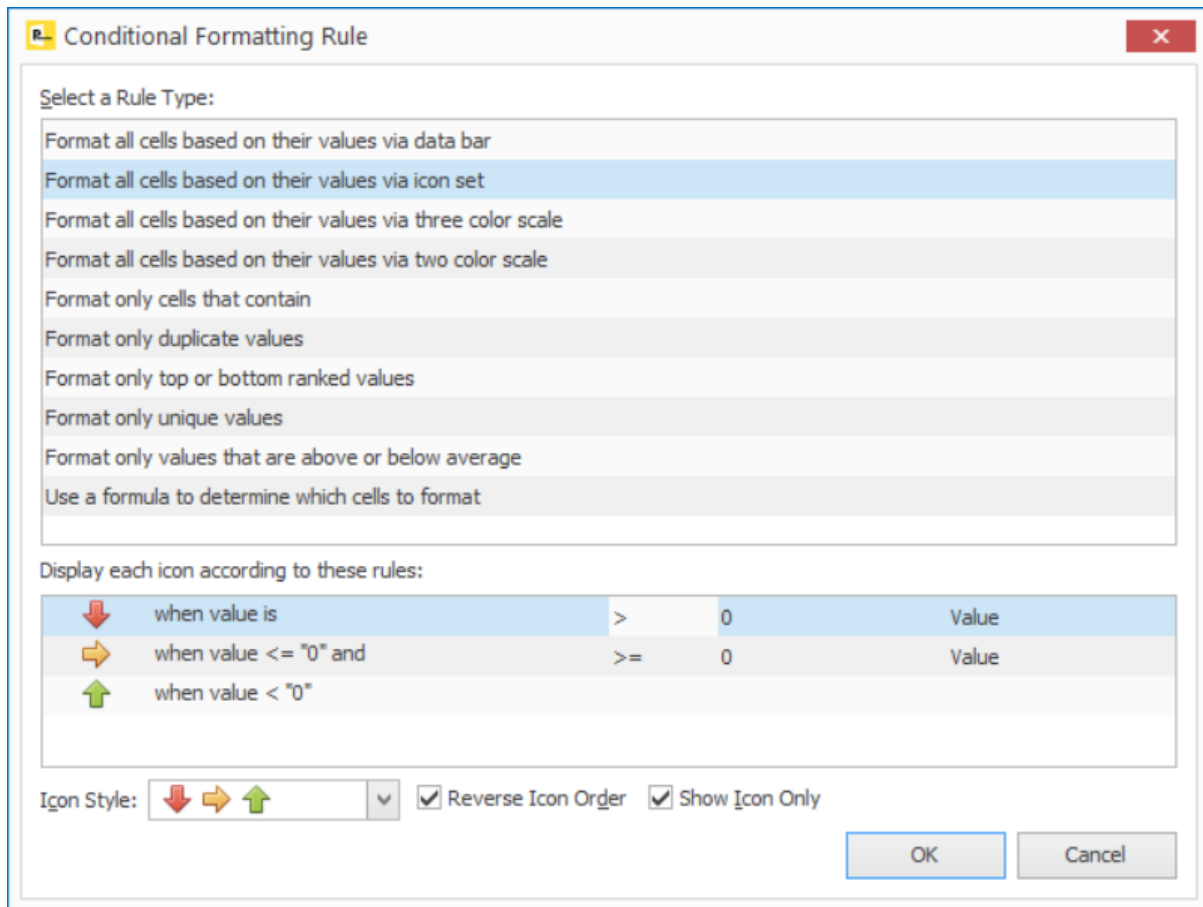 Conditional Formatting Rule
Select a Rule Type:
Format all cells based on their values via data bar
Format all cells based on their values via icon set
Format all cells based on their values via three color scale
Format all cells based on their values via two color scale
Format only cells that contain
Format only duplicate values
Format only top or bottom ranked values
Format only unique values
Format only values that are above or below average
Use a formula to determine which cells to format
Display each icon according to these rules:
when value is > 0 Value
when value <= "0" and >= 0 Value
when value < "0"
Icon Style: Reverse Icon Order Show Icon Only
OK Cancel